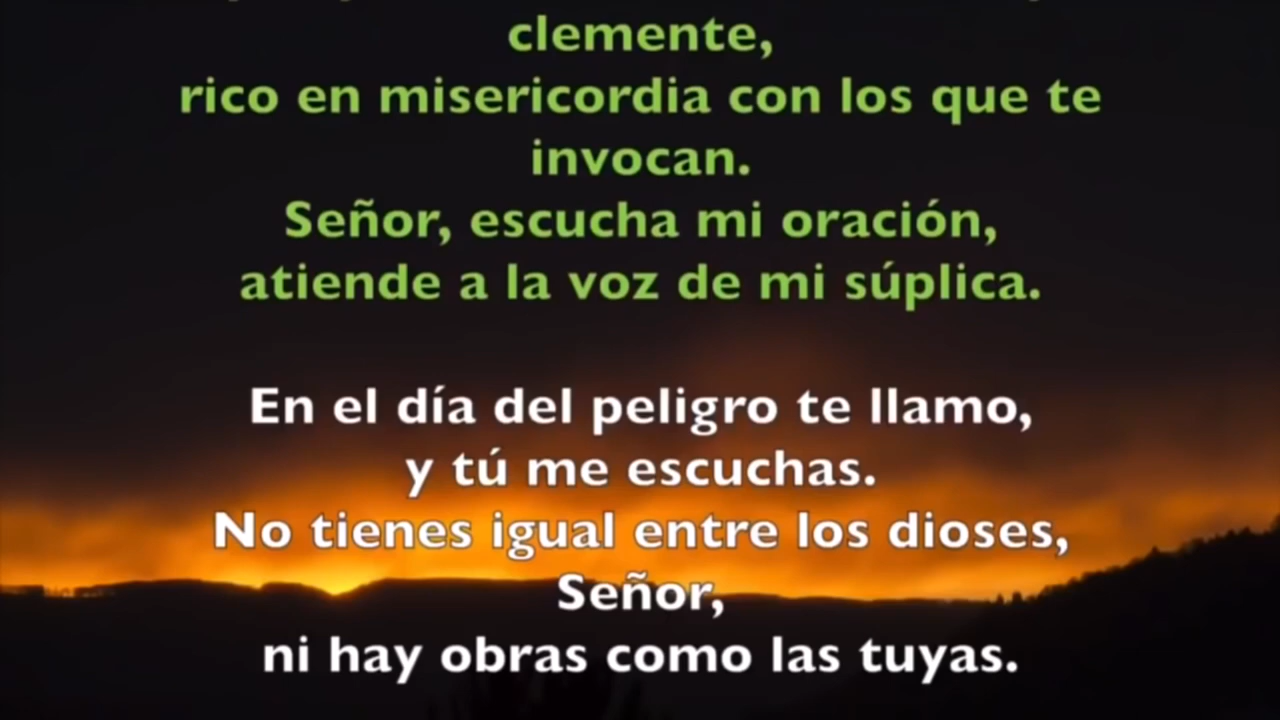 clemente,
rico en misericordia con los que te
invocan.
Señor, escucha mi oración,
atiende a la voz de mi súplica.
En el día del peligro te llamo,
y tú me escuchas.
No tienes igual entre los dioses,
Señor,
ni hay obras como las tuyas.